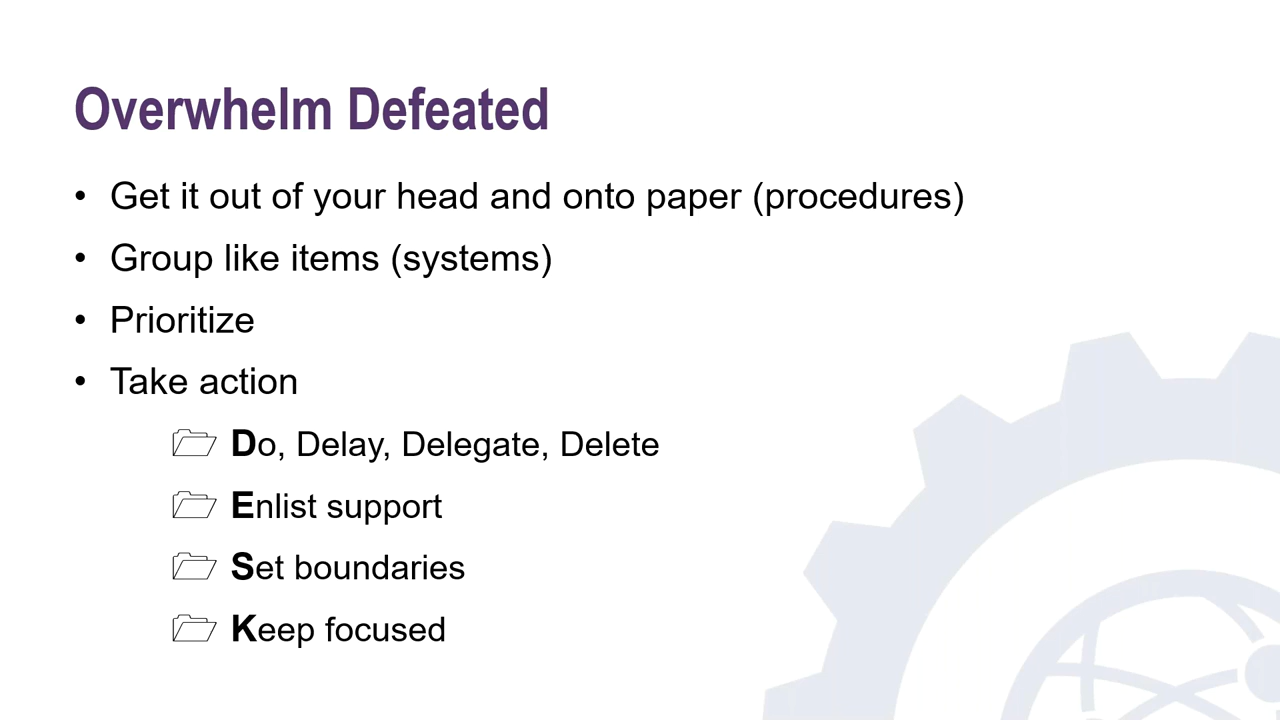 Overwhelm Defeated
• Get it out of your head and onto paper (procedures)
• Group like items (systems)
• Prioritize
• Take action
Do, Delay, Delegate, Delete
Enlist support
Set boundaries
Keep focused